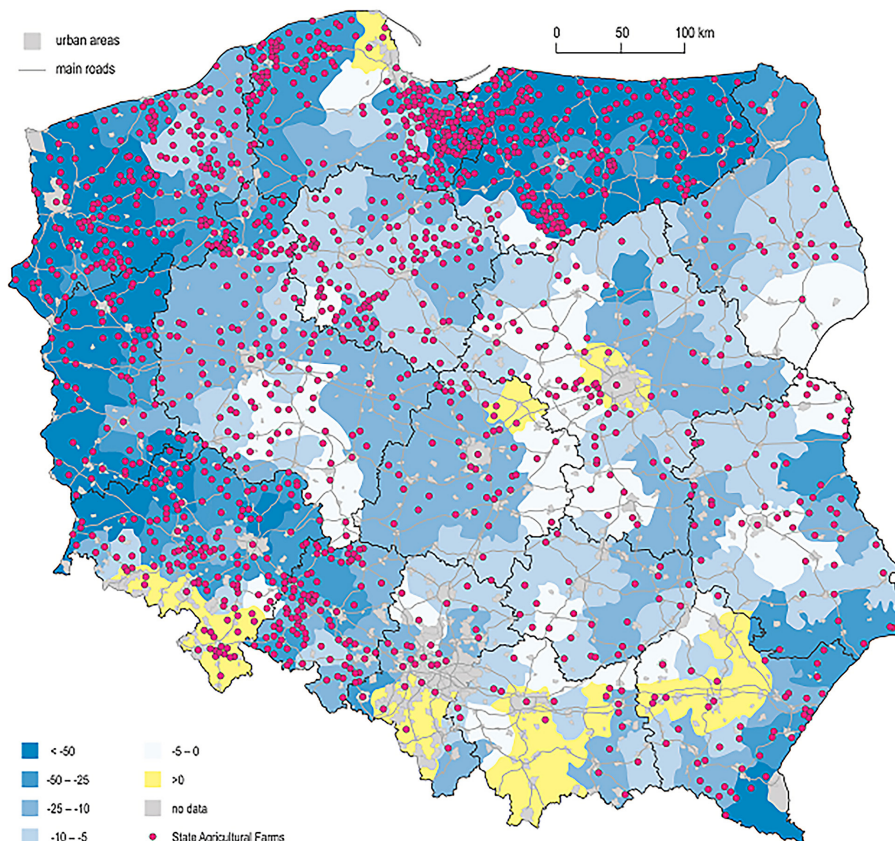 urban areas
main roads
0 50 100 km
< -50
-50 – -25
-25 – -10
-10 – -5
-5 – 0
>0
no data
State Agricultural Farms